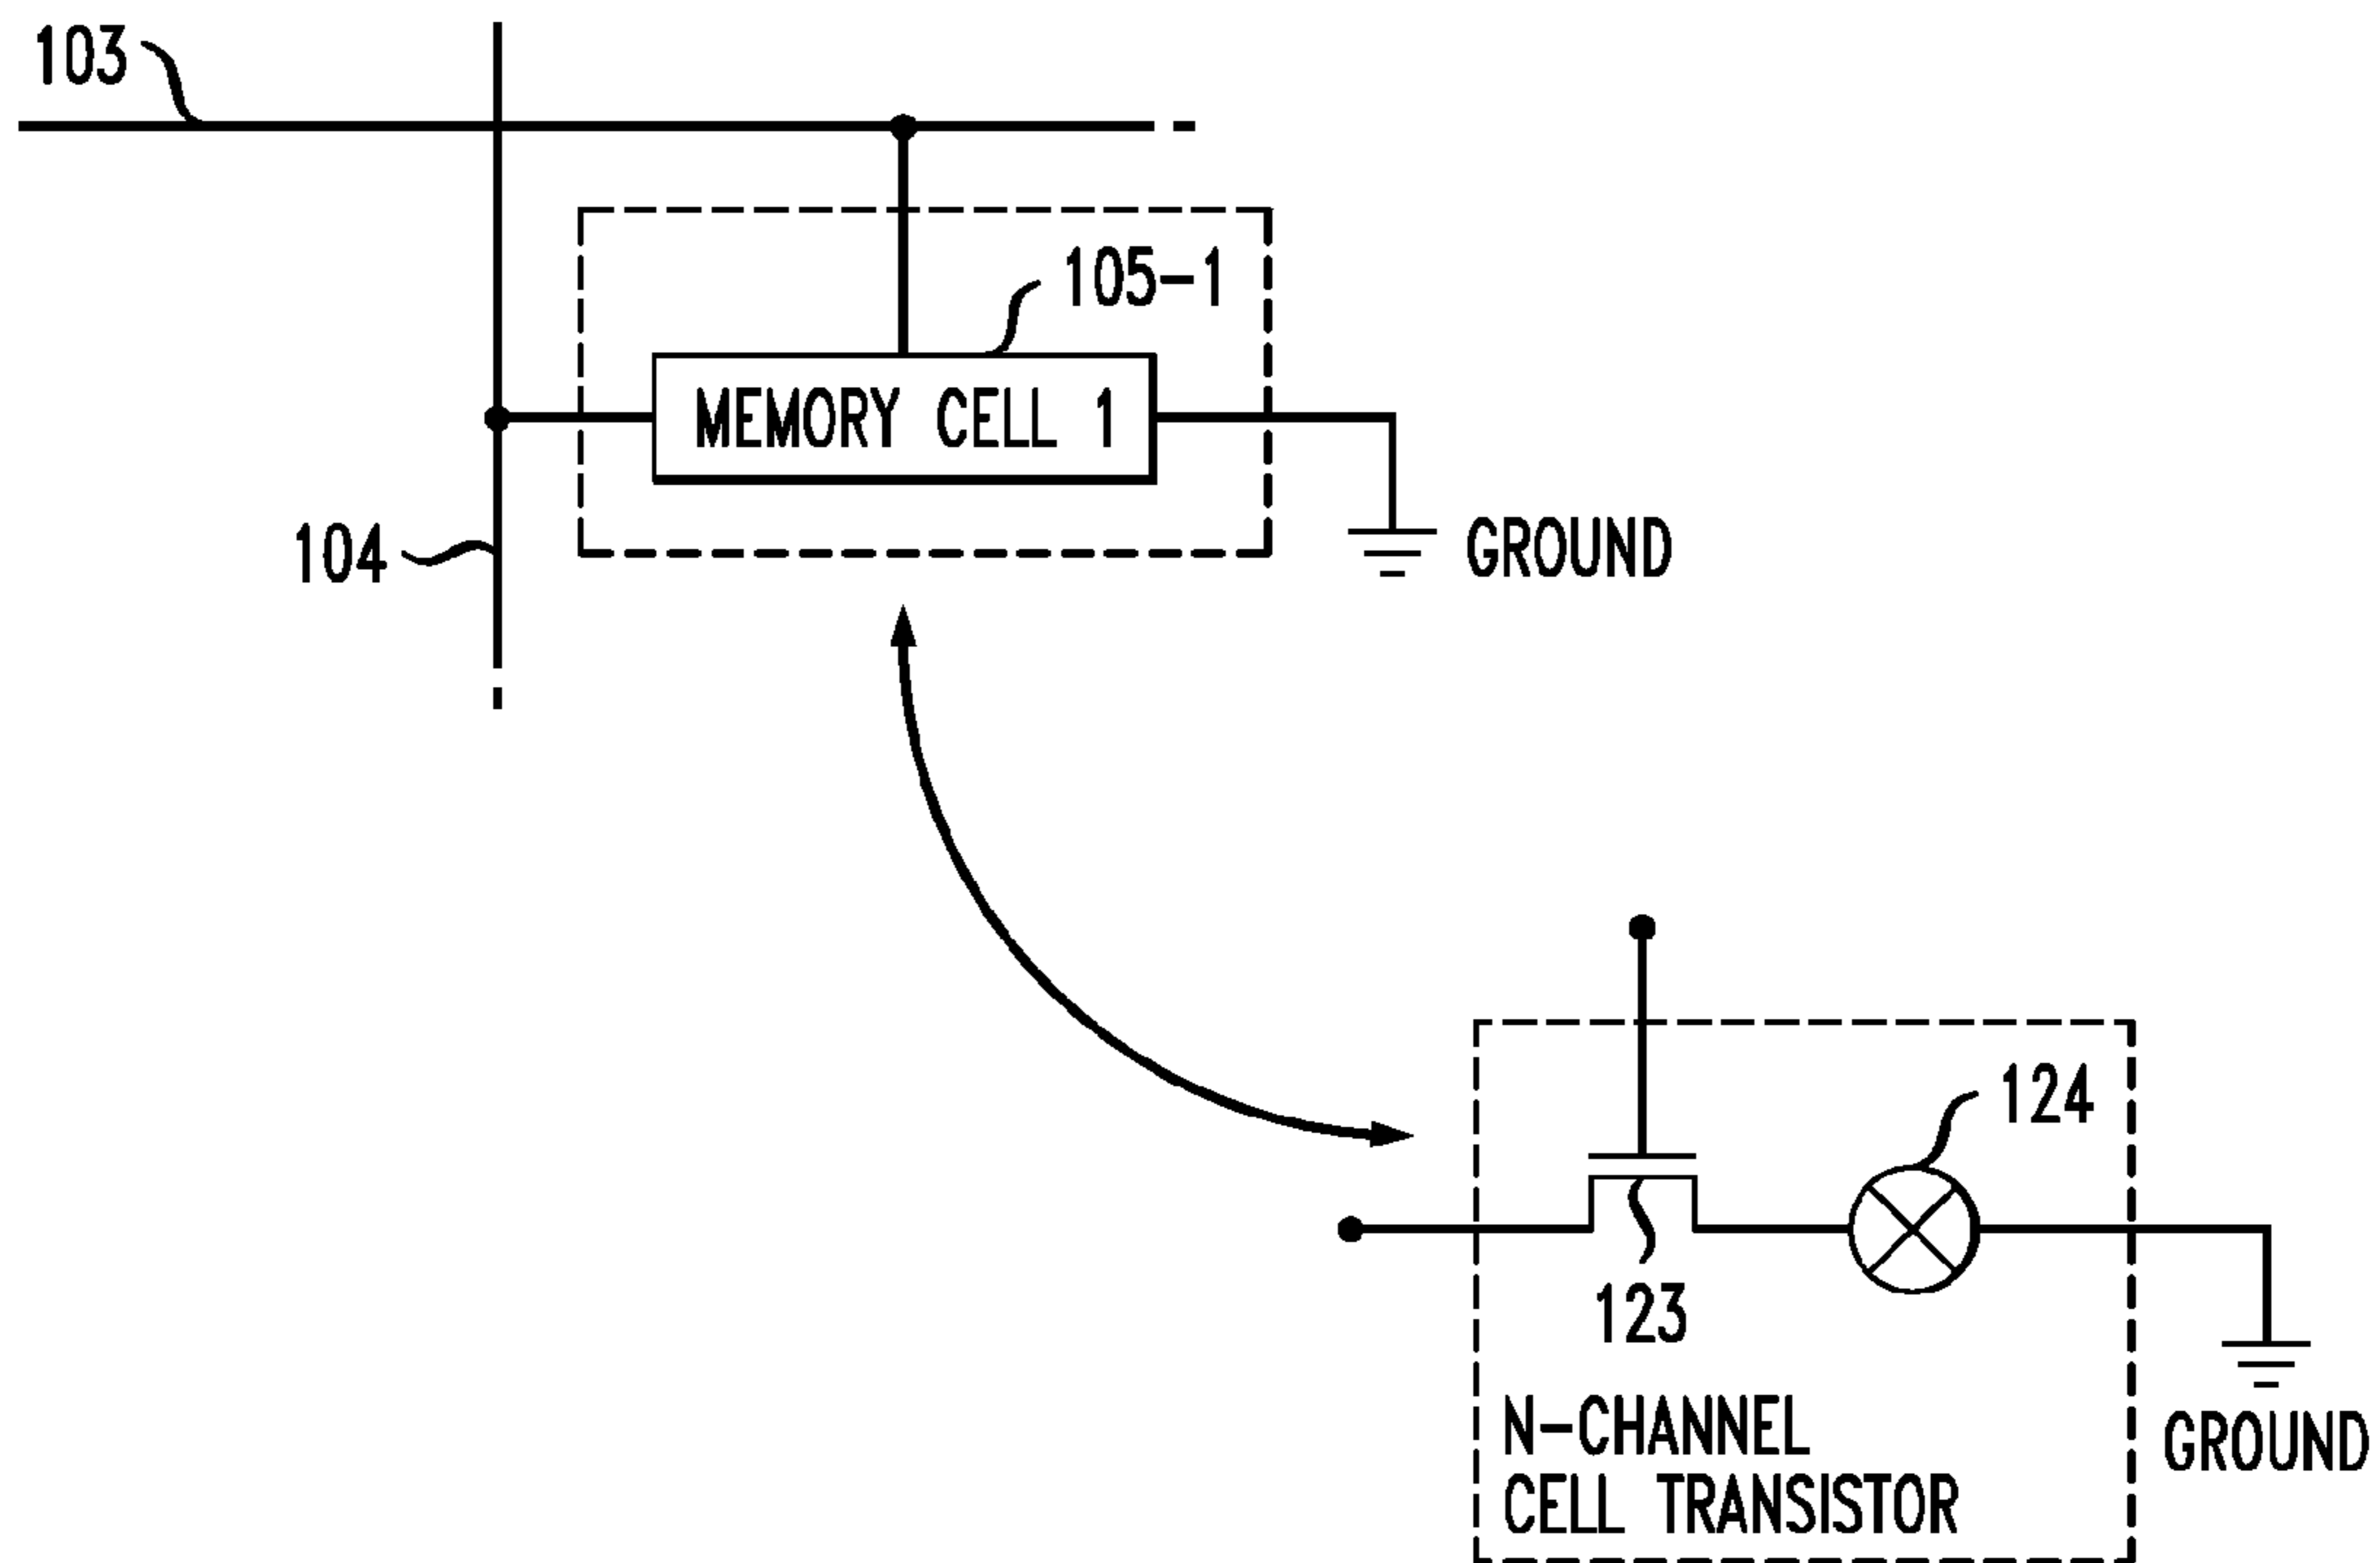 103
105-1
MEMORY CELL 1
104
GROUND
124
123
N-CHANNEL
CELL TRANSISTOR
GROUND